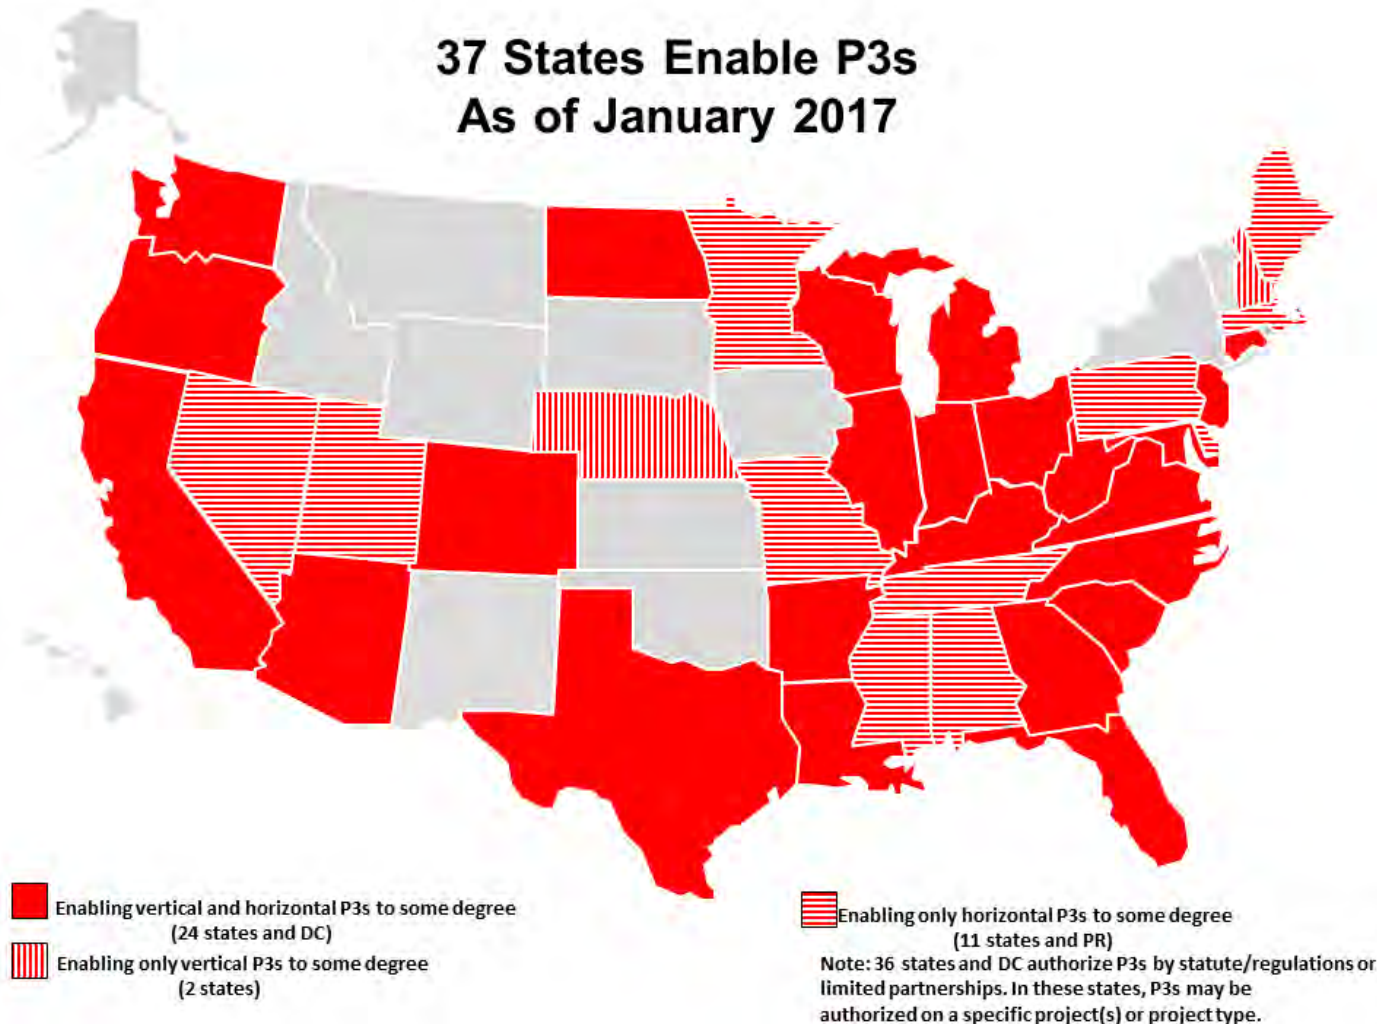 37 States Enable P3s
As of January 2017
Enabling vertical and horizontal P3s to some degree
(24 states and DC)
Enabling only vertical P3s to some degree
(2 states)
Enabling only horizontal P3s to some degree
(11 states and PR)
Note: 36 states and DC authorize P3s by statute/regulations or
limited partnerships. In these states, P3s may be
authorized on a specific project(s) or project type.